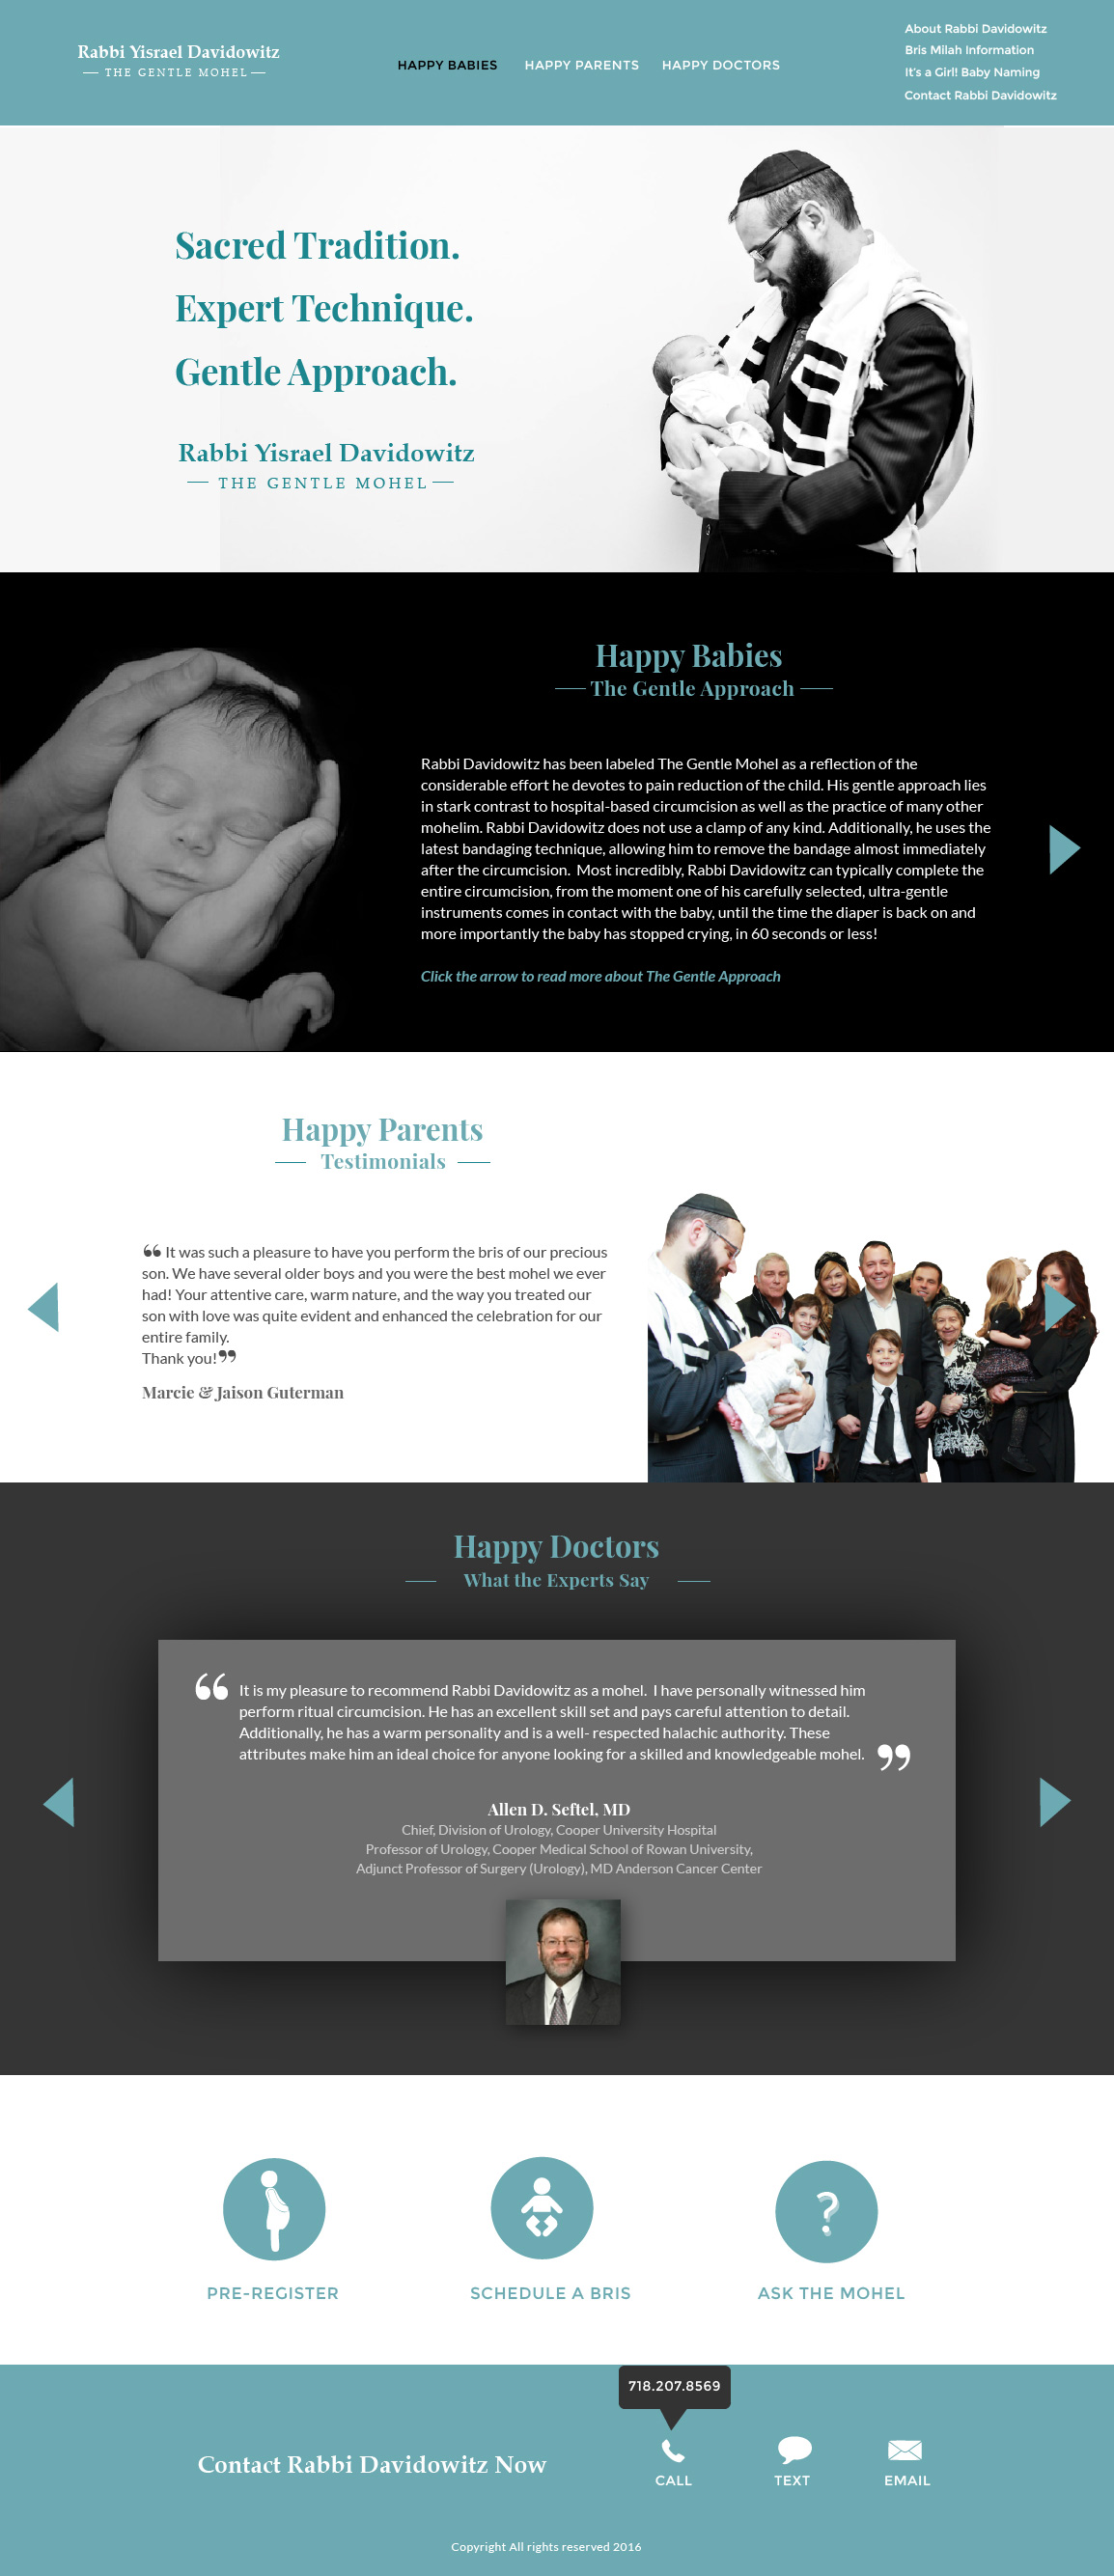 Rabbi Yisrael Davidowitz
THE GENTLE MOHEL
HAPPY BABIES HAPPY PARENTS HAPPY DOCTORS
About Rabbi Davidowitz
Bris Milah Information
It's a Girl! Baby Naming
Contact Rabbi Davidowitz
Sacred Tradition.
Expert Technique.
Gentle Approach.
Rabbi Yisrael Davidowitz
THE GENTLE MOHEL
Happy Babies
The Gentle Approach
Rabbi Davidowitz has been labeled The Gentle Mohel as a reflection of the
considerable effort he devotes to pain reduction of the child. His gentle approach lies
in stark contrast to hospital-based circumcision as well as the practice of many other
mohelim. Rabbi Davidowitz does not use a clamp of any kind. Additionally, he uses the
latest bandaging technique, allowing him to remove the bandage almost immediately
after the circumcision. Most incredibly, Rabbi Davidowitz can typically complete the
entire circumcision, from the moment one of his carefully selected, ultra-gentle
instruments comes in contact with the baby, until the time the diaper is back on and
more importantly the baby has stopped crying, in 60 seconds or less!
Click the arrow to read more about The Gentle Approach
Happy Parents
Testimonials
“ It was such a pleasure to have you perform the bris of our precious
son. We have several older boys and you were the best mohel we ever
had! Your attentive care, warm nature, and the way you treated our
son with love was quite evident and enhanced the celebration for our
entire family.
Thank you!”
Marcie & Jaison Guterman
Happy Doctors
What the Experts Say
“ It is my pleasure to recommend Rabbi Davidowitz as a mohel. I have personally witnessed him
perform ritual circumcision. He has an excellent skill set and pays careful attention to detail.
Additionally, he has a warm personality and is a well- respected halachic authority. These
attributes make him an ideal choice for anyone looking for a skilled and knowledgeable mohel. ”
Allen D. Seftel, MD
Chief, Division of Urology, Cooper University Hospital
Professor of Urology, Cooper Medical School of Rowan University,
Adjunct Professor of Surgery (Urology), MD Anderson Cancer Center
?
PRE-REGISTER SCHEDULE A BRIS ASK THE MOHEL
718.207.8569
Contact Rabbi Davidowitz Now
CALL TEXT EMAIL
Copyright All rights reserved 2016